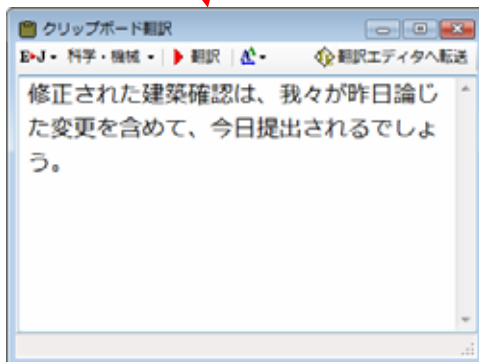 クリップボード翻訳
E▸J 科学・機械 翻訳 翻訳エディタへ転送
修正された建築確認は、我々が昨日論じ
た変更を含めて、今日提出されるでしょ
う。